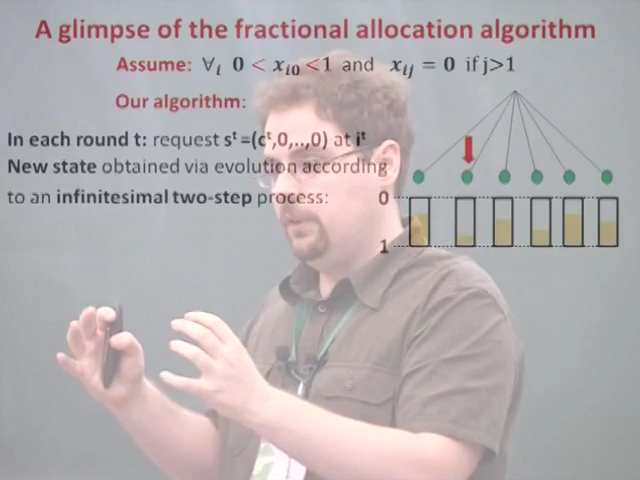 A glimpse of the fractional allocation algorithm
Assume: ∀ᵢ 0 < xᵢ₀ <1 and xᵢⱼ = 0 if j>1
Our algorithm:
In each round t: request sᵗ =(cᵗ,0,..,0) at iᵗ
New state obtained via evolution according
to an infinitesimal two-step process:
0
1